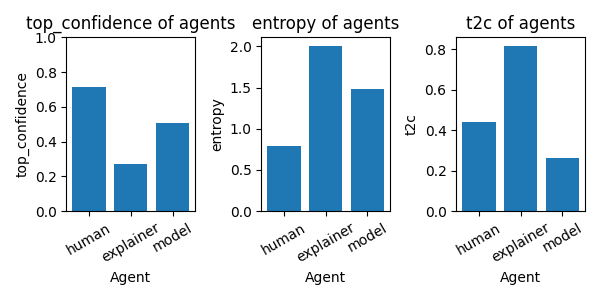 top_confidence of agents
entropy of agents
t2c of agents
top_confidence
1.0
0.8
0.6
0.4
0.2
0.0
human
explainer
model
Agent
entropy
2.0
1.5
1.0
0.5
0.0
human
explainer
model
Agent
t2c
0.8
0.6
0.4
0.2
0.0
human
explainer
model
Agent